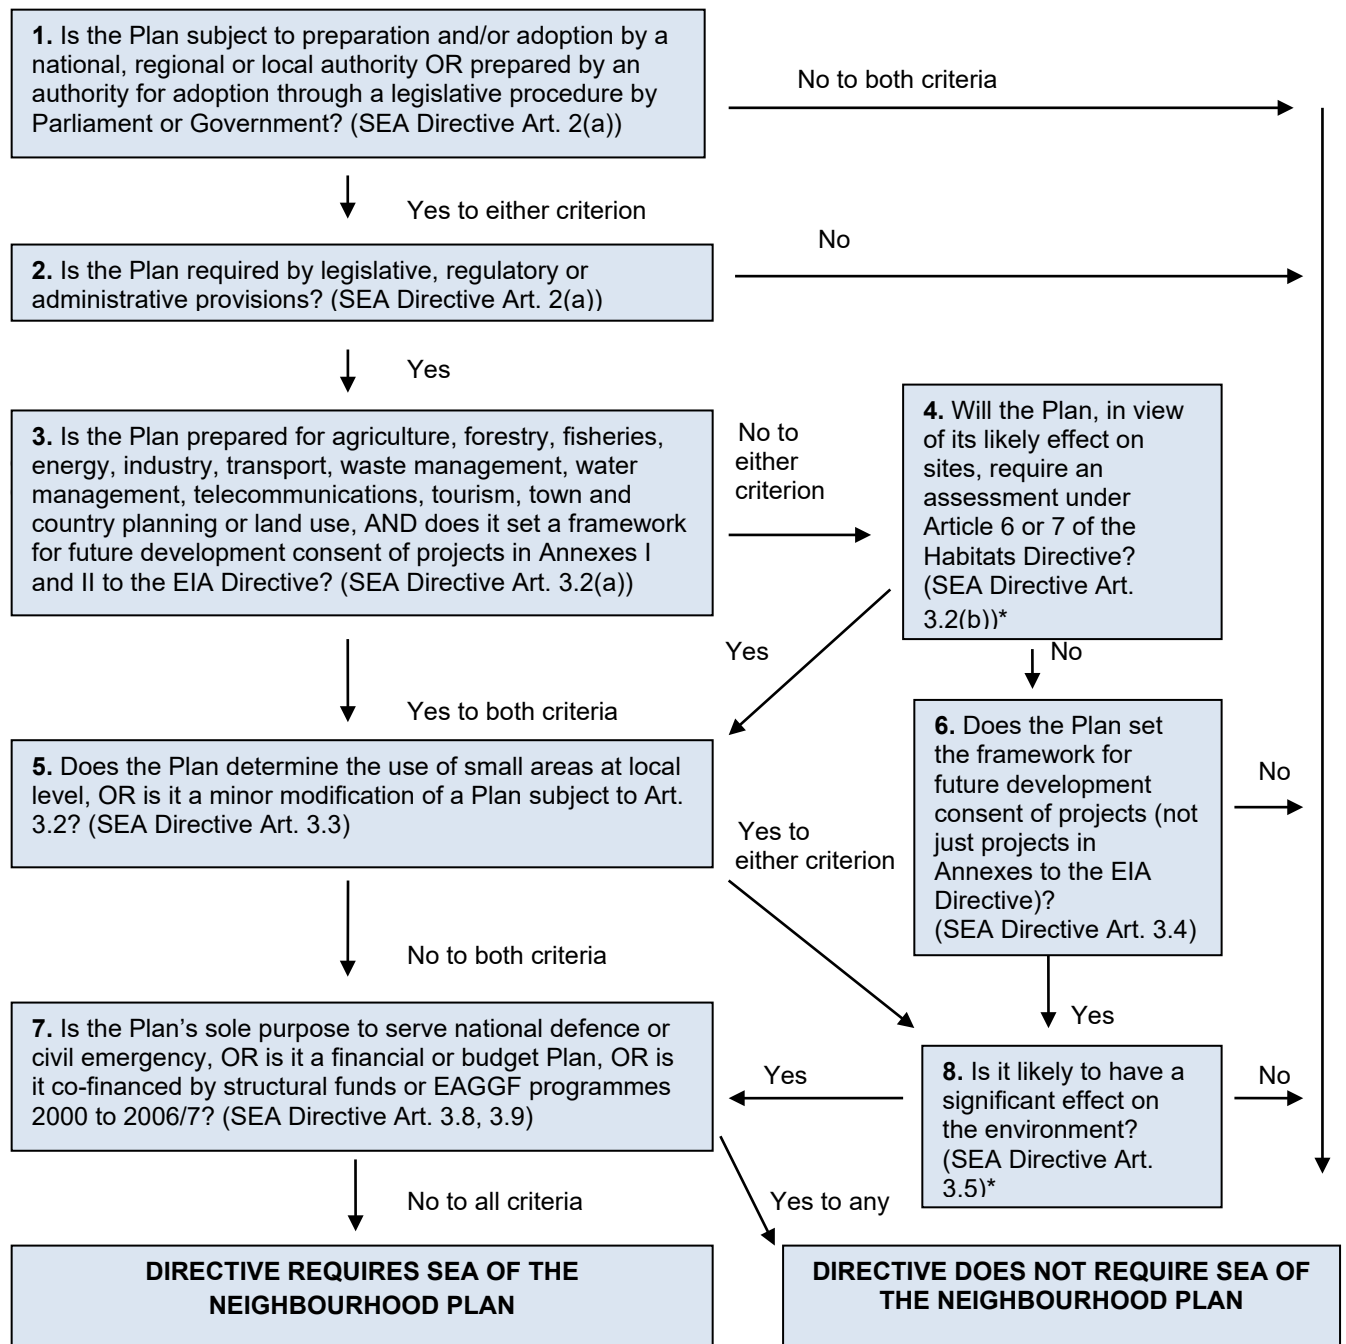 1. Is the Plan subject to preparation and/or adoption by a
national, regional or local authority OR prepared by an
authority for adoption through a legislative procedure by
Parliament or Government? (SEA Directive Art. 2(a))
No to both criteria
Yes to either criterion
2. Is the Plan required by legislative, regulatory or
administrative provisions? (SEA Directive Art. 2(a))
No
Yes
3. Is the Plan prepared for agriculture, forestry, fisheries,
energy, industry, transport, waste management, water
management, telecommunications, tourism, town and
country planning or land use, AND does it set a framework
for future development consent of projects in Annexes I
and II to the EIA Directive? (SEA Directive Art. 3.2(a))
No to
either
criterion
4. Will the Plan, in view
of its likely effect on
sites, require an
assessment under
Article 6 or 7 of the
Habitats Directive?
(SEA Directive Art.
3.2(b))*
Yes
No
Yes to both criteria
5. Does the Plan determine the use of small areas at local
level, OR is it a minor modification of a Plan subject to Art.
3.2? (SEA Directive Art. 3.3)
Yes to
either criterion
6. Does the Plan set
the framework for
future development
consent of projects (not
just projects in
Annexes to the EIA
Directive)?
(SEA Directive Art. 3.4)
No
No to both criteria
Yes
7. Is the Plan’s sole purpose to serve national defence or
civil emergency, OR is it a financial or budget Plan, OR is
it co-financed by structural funds or EAGGF programmes
2000 to 2006/7? (SEA Directive Art. 3.8, 3.9)
Yes
8. Is it likely to have a
significant effect on
the environment?
(SEA Directive Art.
3.5)*
No
No to all criteria
Yes to any
DIRECTIVE REQUIRES SEA OF THE
NEIGHBOURHOOD PLAN
DIRECTIVE DOES NOT REQUIRE SEA OF
THE NEIGHBOURHOOD PLAN